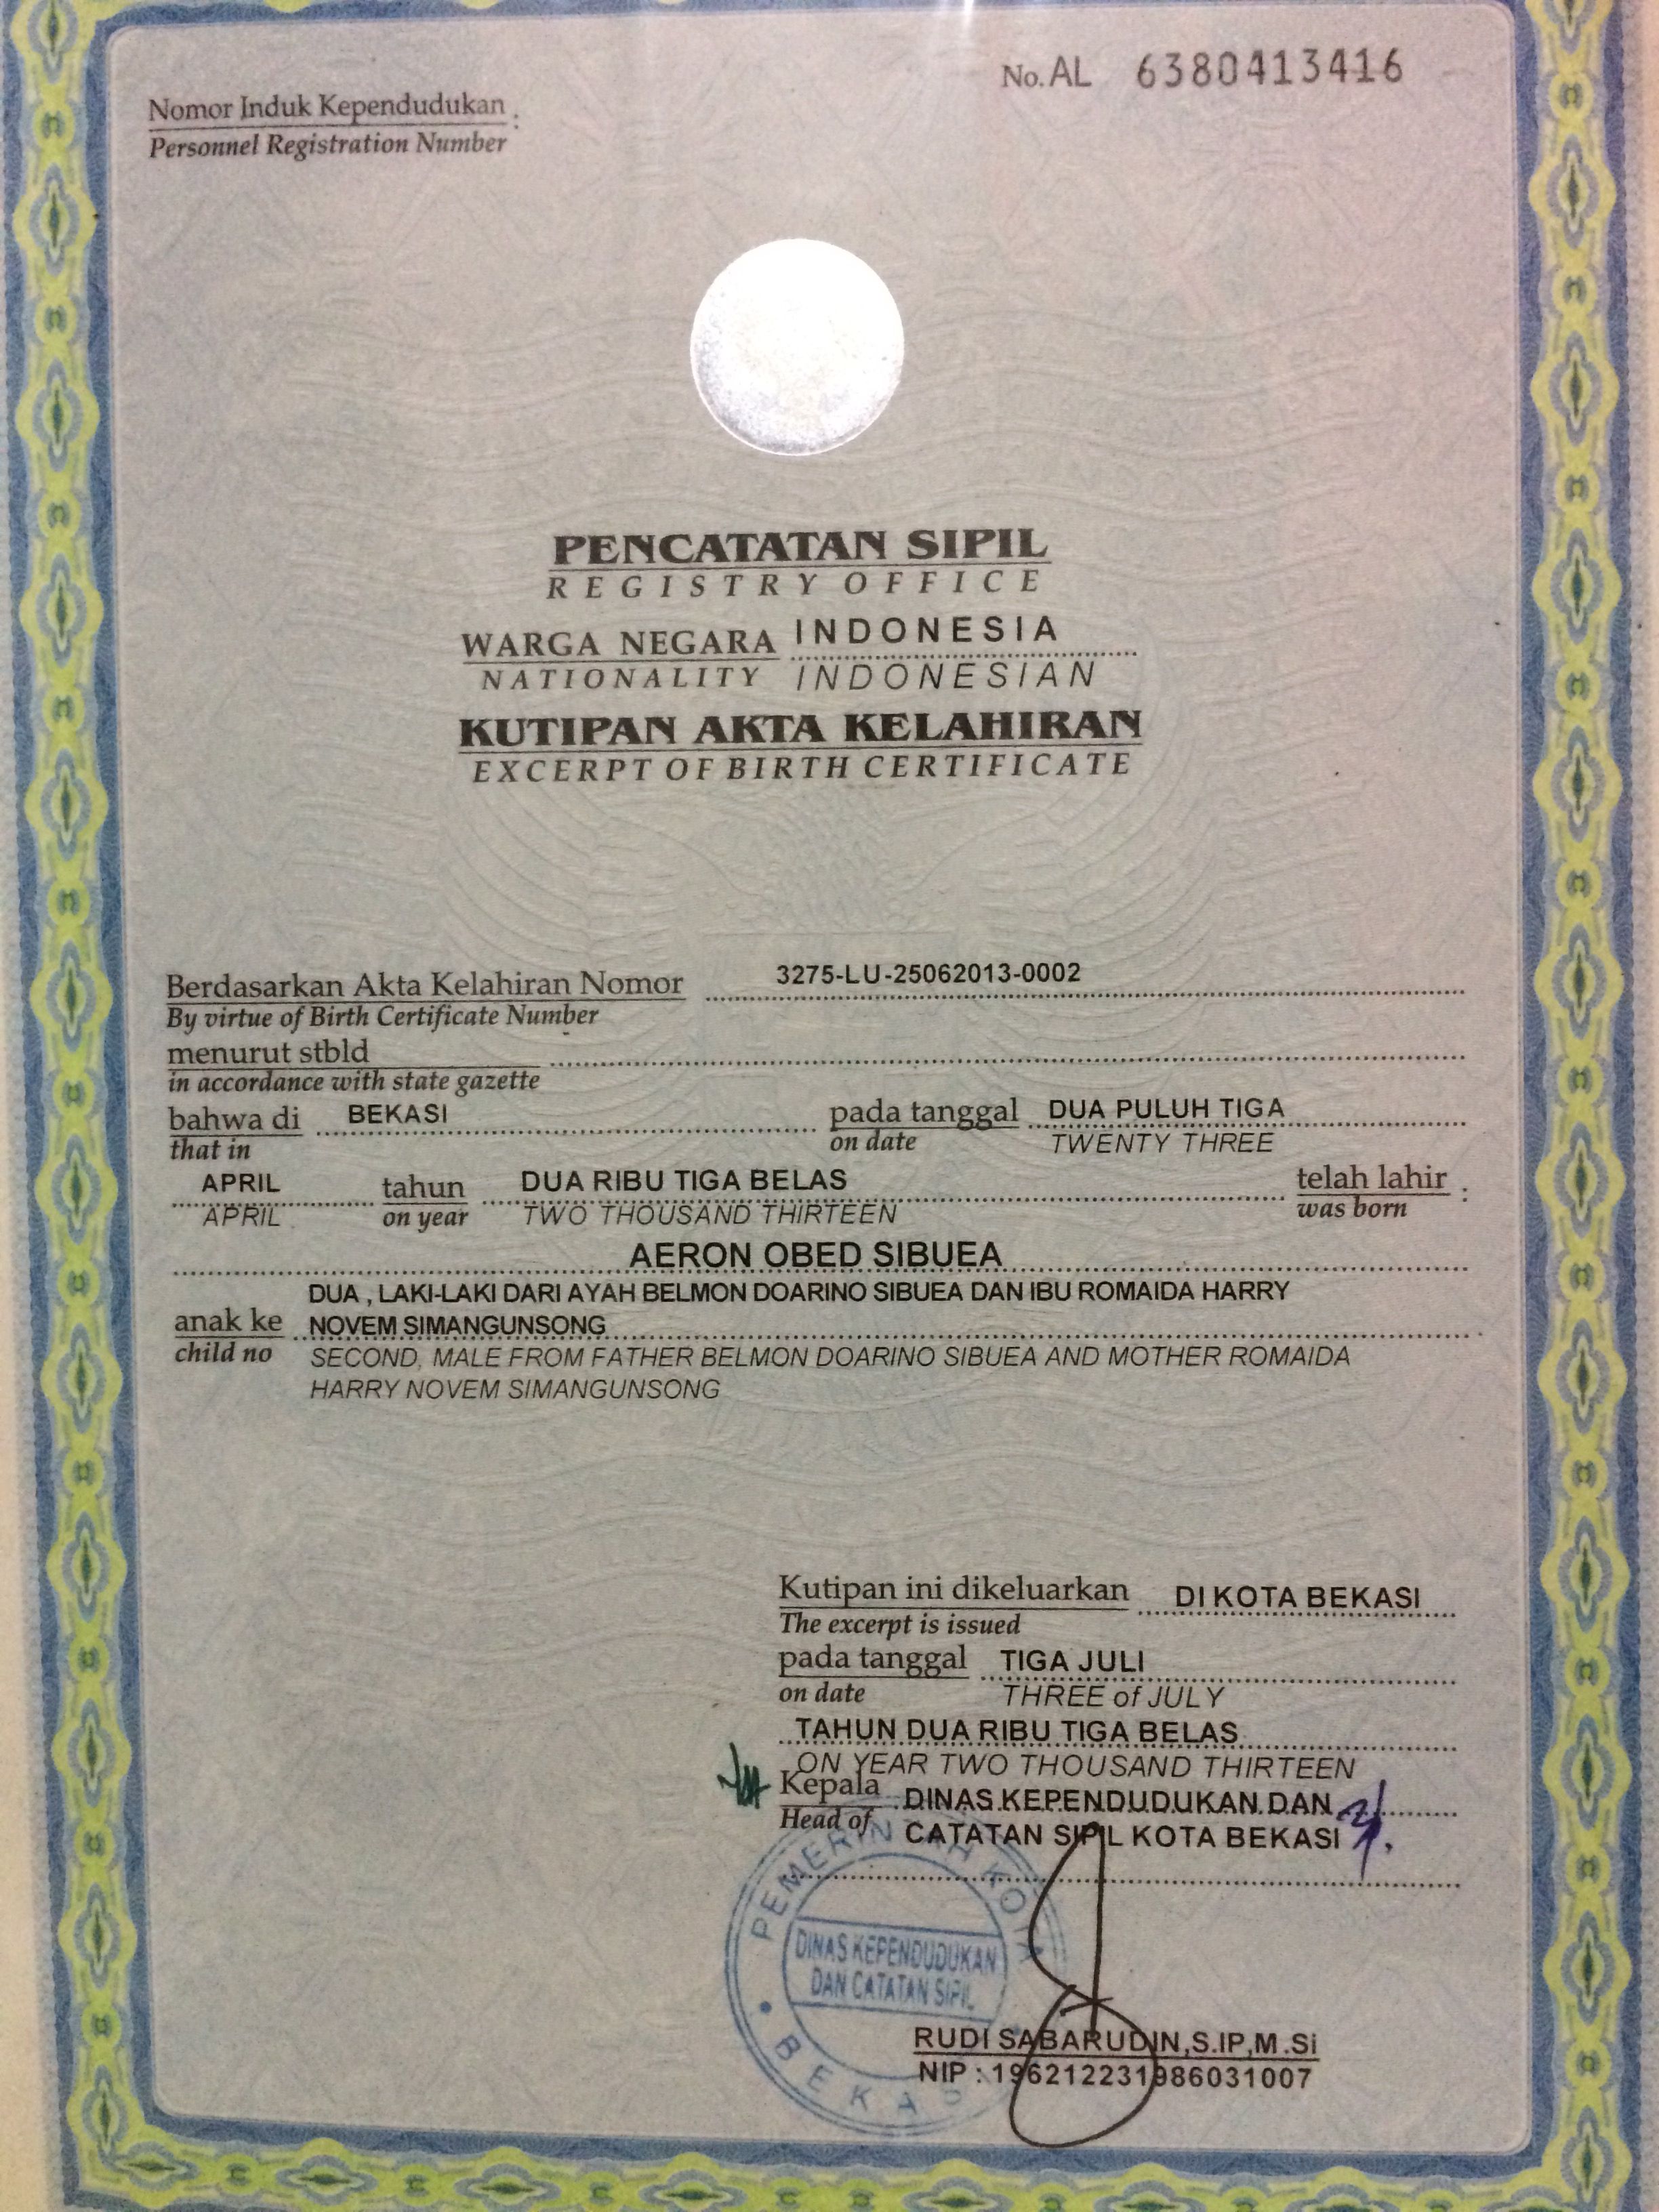 No. AL 6380413416
Nomor Induk Kependudukan :
Personnel Registration Number
PENCATATAN SIPIL
REGISTRY OFFICE
WARGA NEGARA INDONESIA
NATIONALITY INDONESIAN
KUTIPAN AKTA KELAHIRAN
EXCERPT OF BIRTH CERTIFICATE
Berdasarkan Akta Kelahiran Nomor 3275-LU-25062013-0002
By virtue of Birth Certificate Number
menurut stbld
in accordance with state gazette
bahwa di BEKASI pada tanggal DUA PULUH TIGA
that in on date TWENTY THREE
APRIL tahun DUA RIBU TIGA BELAS telah lahir :
APRIL on year TWO THOUSAND THIRTEEN was born
AERON OBED SIBUEA
DUA , LAKI-LAKI DARI AYAH BELMON DOARINO SIBUEA DAN IBU ROMAIDA HARRY
anak ke NOVEM SIMANGUNSONG
child no SECOND, MALE FROM FATHER BELMON DOARINO SIBUEA AND MOTHER ROMAIDA
HARRY NOVEM SIMANGUNSONG
Kutipan ini dikeluarkan DI KOTA BEKASI
The excerpt is issued
pada tanggal TIGA JULI
on date THREE of JULY
TAHUN DUA RIBU TIGA BELAS
ON YEAR TWO THOUSAND THIRTEEN
Kepala DINAS KEPENDUDUKAN DAN
Head of CATATAN SIPIL KOTA BEKASI
PEMERINTAH KOTA
DINAS KEPENDUDUKAN
DAN CATATAN SIPIL
BEKASI
RUDI SABARUDIN,S.IP,M.Si
NIP : 196212231986031007